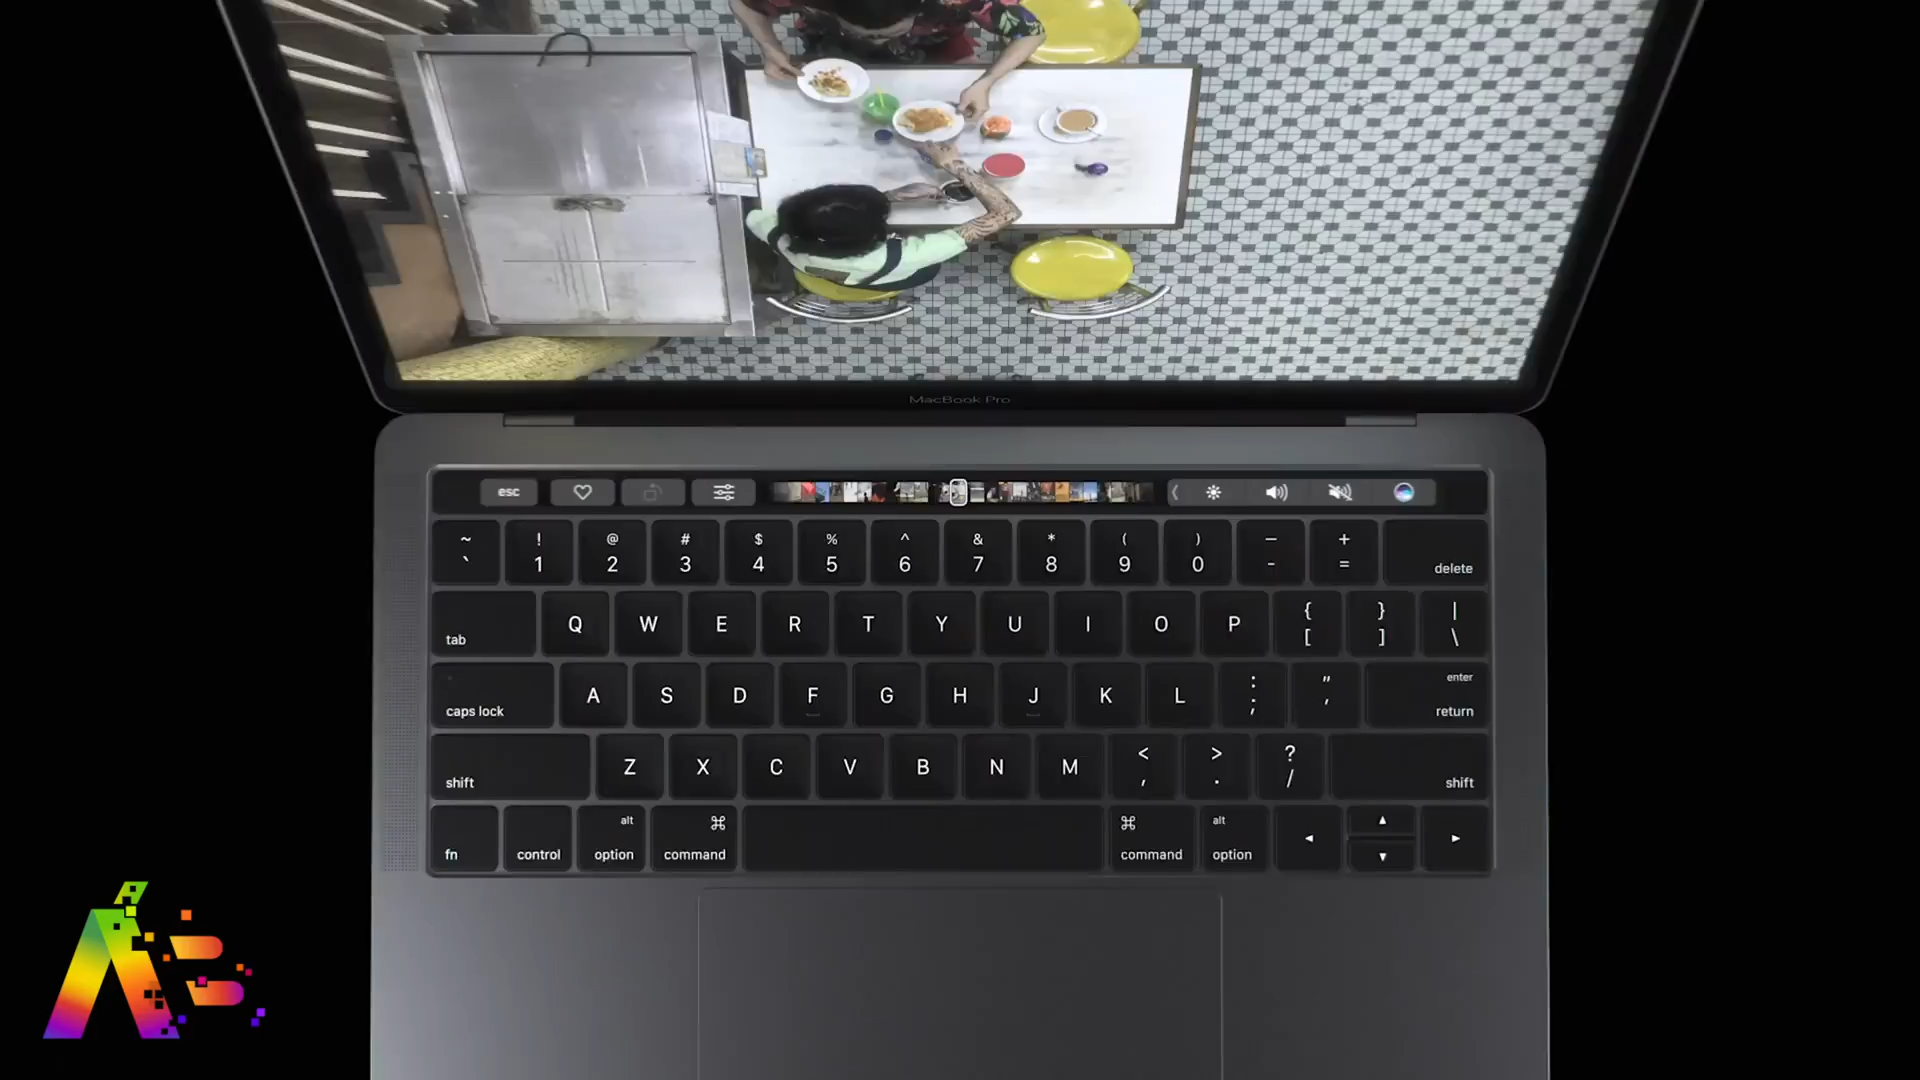 MacBook Pro
esc
~ ! @ # $ % ^ & * ( ) — +
` 1 2 3 4 5 6 7 8 9 0 - = delete
tab Q W E R T Y U I O P { [ } ] | \
caps lock A S D F G H J K L : ; " ' enter return
shift Z X C V B N M < , > . ? / shift
alt ⌘ ⌘ alt
fn control option command command option
AB